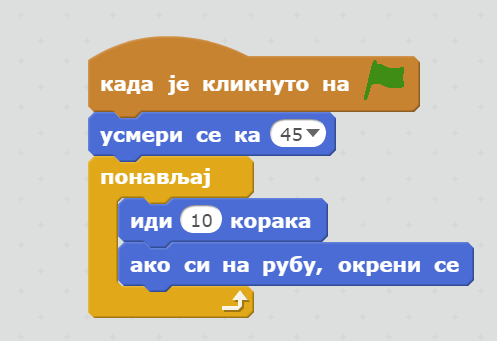 када је кликнуто на
усмери се ка 45
понављај
иди 10 корака
ако си на рубу, окрени се